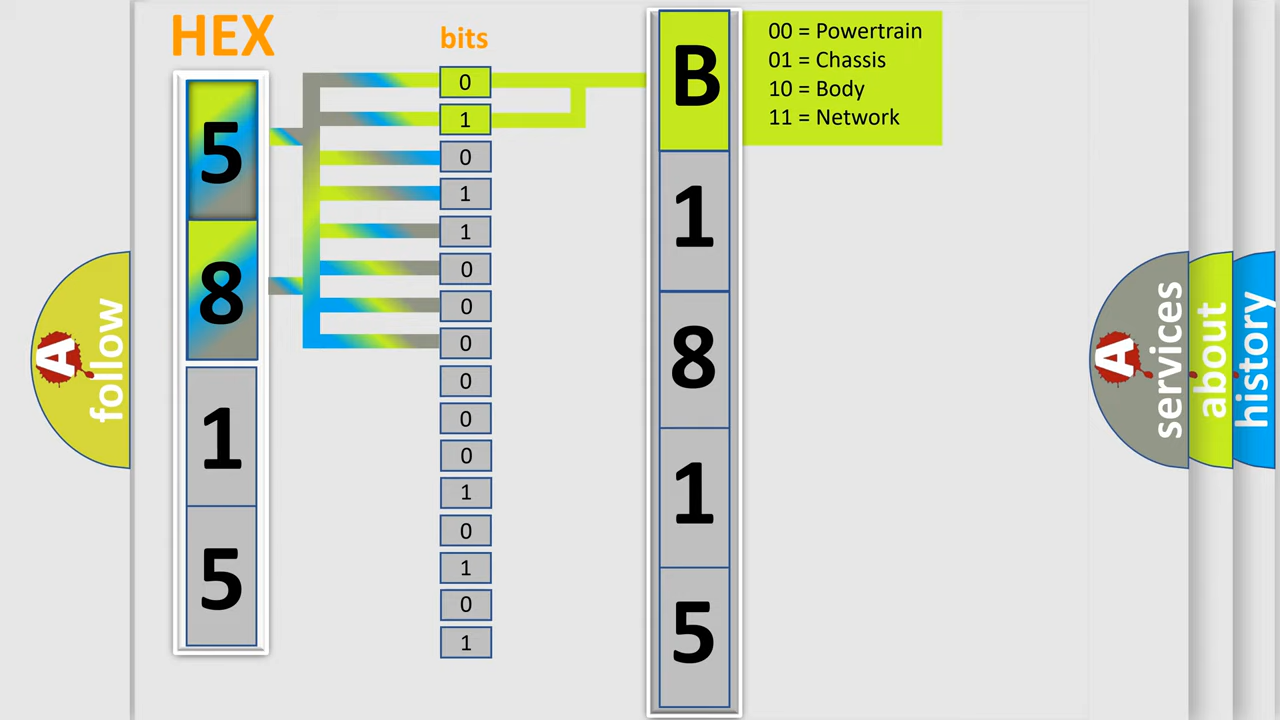 HEX
bits
5
8
1
5
0
1
0
1
1
0
0
0
0
0
0
1
0
1
0
1
B
1
8
1
5
00 = Powertrain
01 = Chassis
10 = Body
11 = Network
A
follow
A
services
about
history